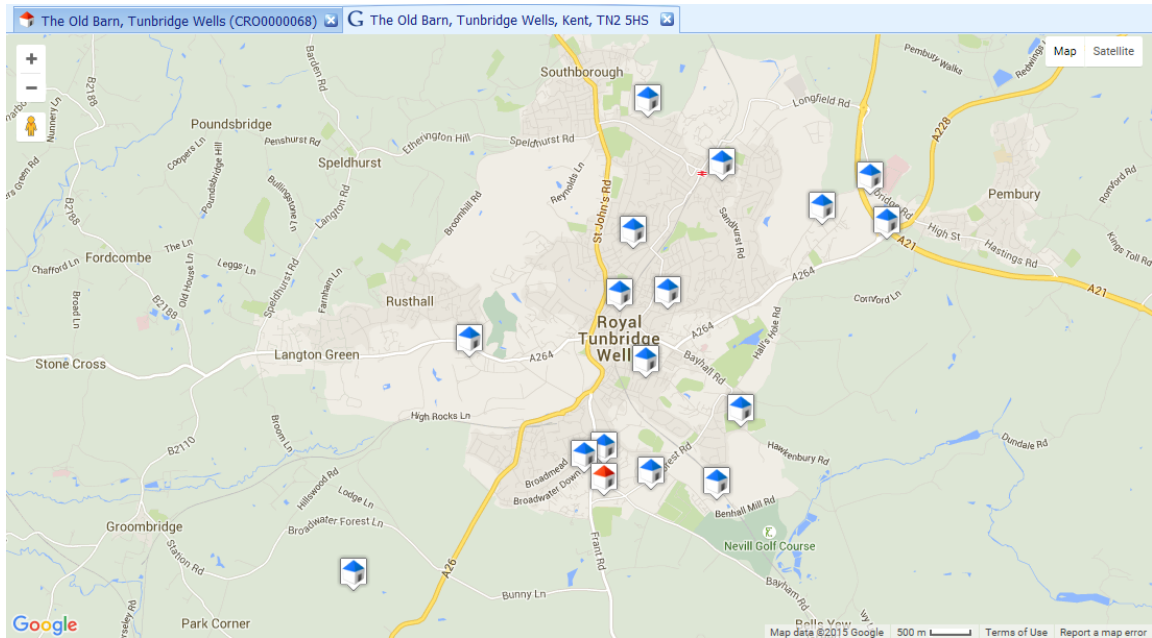 The Old Barn, Tunbridge Wells (CRO0000068)
G The Old Barn, Tunbridge Wells, Kent, TN2 5HS
Map
Satellite
+
−
Southborough
Pembury Walks
Longfield Rd
A228
B2188
Barden Rd
Nunnery Ln
Poundsbridge
Coopers Ln
Poundsbridge Hill
Penshurst Rd
Etherington Hill
Speldhurst Rd
Speldhurst
Bullingstone Ln
Langton Rd
Reynolds Ln
Broomhill Rd
St John's Rd
Sandhurst Rd
Pembury
Romford Rd
High St
Hastings Rd
Kings Toll Rd
A21
B2188
The Ln
Fordcombe
Chafford Ln
Leggs Ln
Old House Ln
Broad Ln
Speldhurst Rd
Farnham Ln
Rusthall
A264
Cornford Ln
A21
B2188
Royal
Tunbridge
A264
Hall's Hole Rd
Stone Cross
Langton Green
A264
Bayhall Rd
High Rocks Ln
B2110
Broom Ln
Hawkenbury Rd
Dundale Rd
Broadmead
Broadwater Down
Hillswood Rd
Lodge Ln
Benhall Mill Rd
Groombridge
Broadwater Forest Ln
Station Rd
Nevill Golf Course
Frant Rd
A26
Bunny Ln
Bayham Rd
Park Corner
Bells Yew
Google
Map data ©2015 Google
500 m
Terms of Use
Report a map error